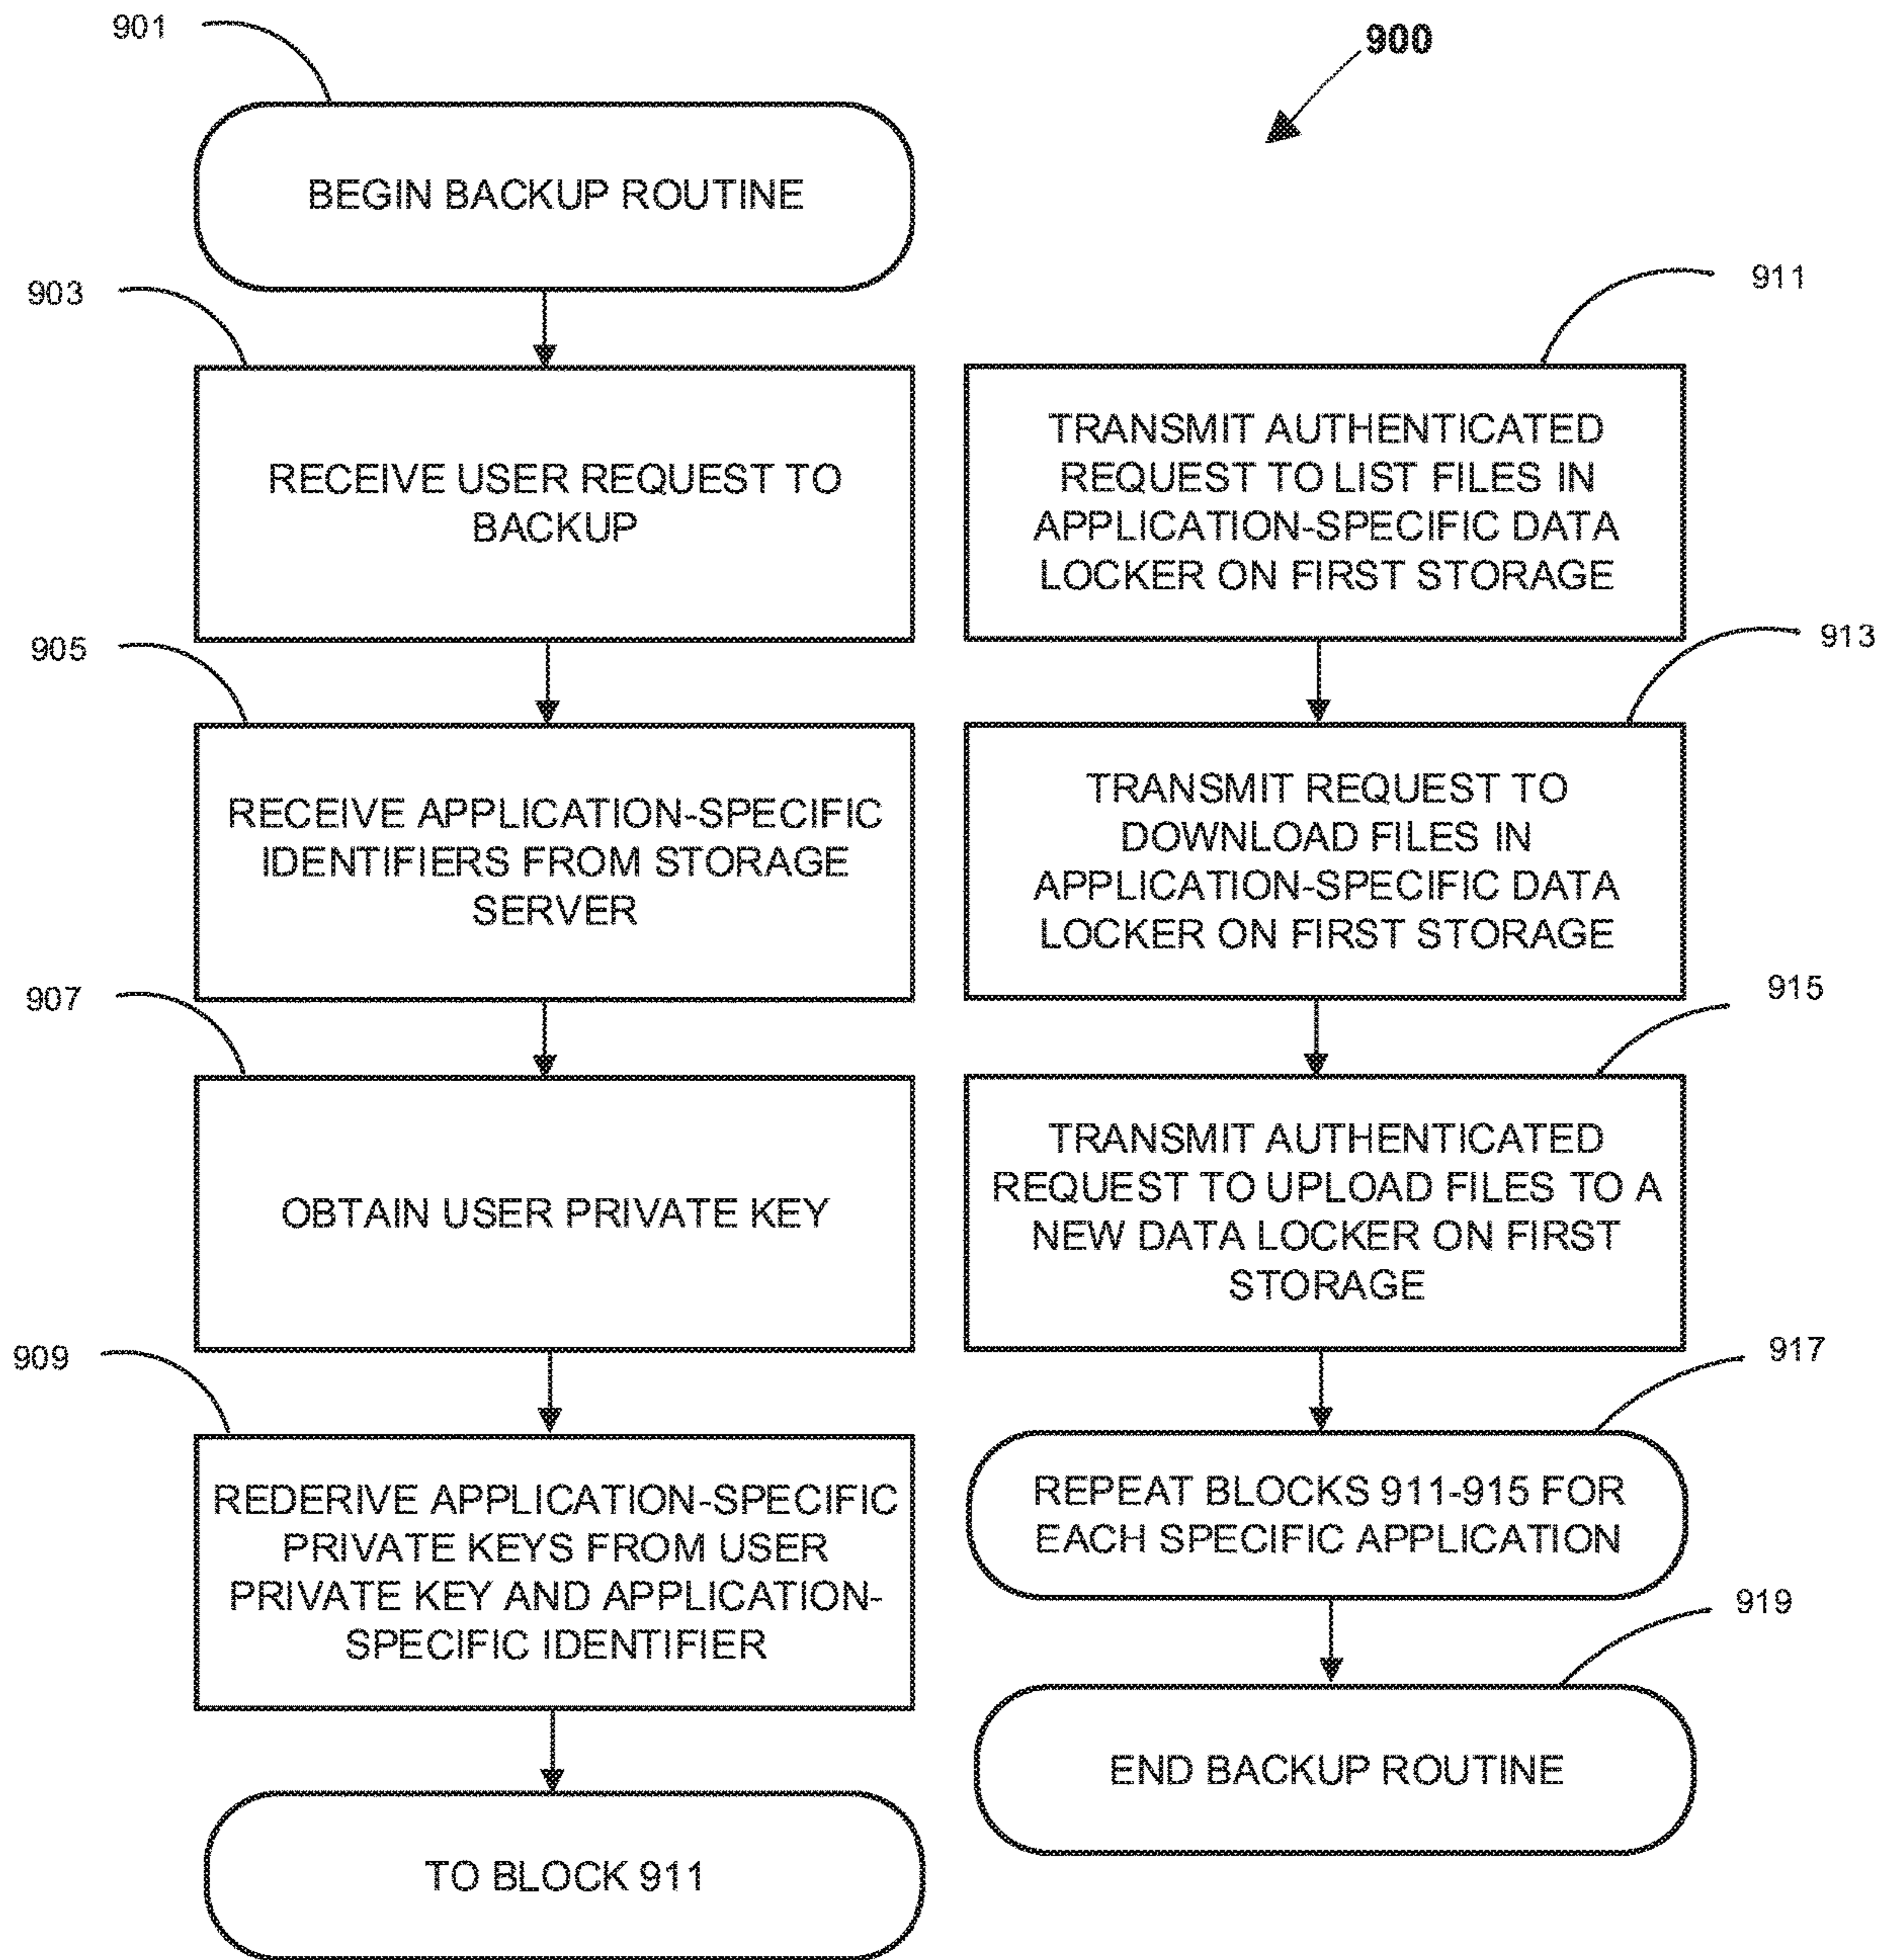 900
901
BEGIN BACKUP ROUTINE
903
RECEIVE USER REQUEST TO
BACKUP
905
RECEIVE APPLICATION-SPECIFIC
IDENTIFIERS FROM STORAGE
SERVER
907
OBTAIN USER PRIVATE KEY
909
REDERIVE APPLICATION-SPECIFIC
PRIVATE KEYS FROM USER
PRIVATE KEY AND APPLICATION-
SPECIFIC IDENTIFIER
TO BLOCK 911
911
TRANSMIT AUTHENTICATED
REQUEST TO LIST FILES IN
APPLICATION-SPECIFIC DATA
LOCKER ON FIRST STORAGE
913
TRANSMIT REQUEST TO
DOWNLOAD FILES IN
APPLICATION-SPECIFIC DATA
LOCKER ON FIRST STORAGE
915
TRANSMIT AUTHENTICATED
REQUEST TO UPLOAD FILES TO A
NEW DATA LOCKER ON FIRST
STORAGE
917
REPEAT BLOCKS 911-915 FOR
EACH SPECIFIC APPLICATION
919
END BACKUP ROUTINE